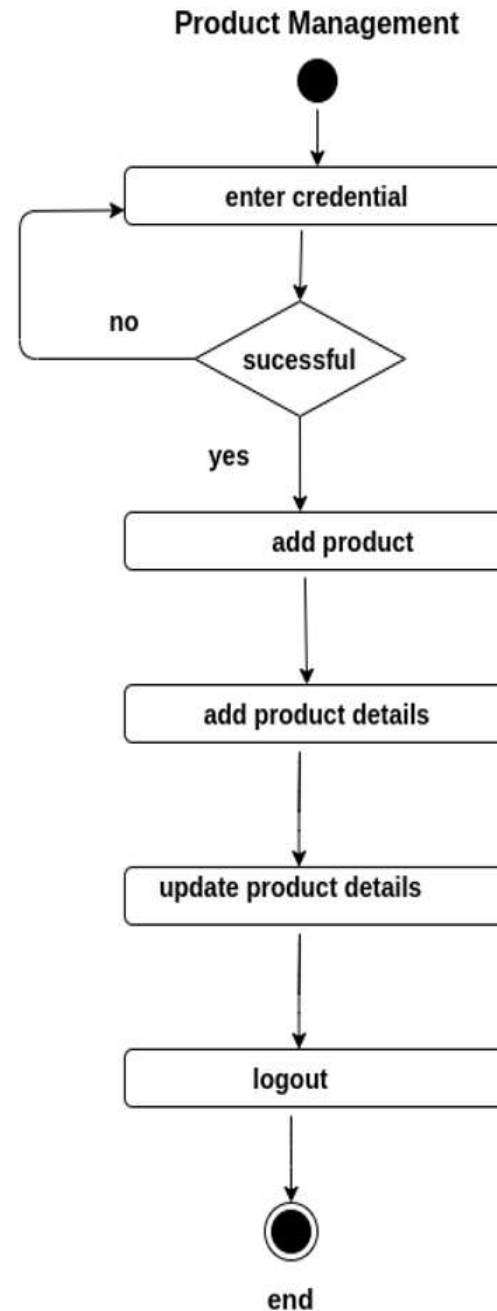 Product Management
enter credential
no
sucessful
yes
add product
add product details
update product details
logout
end